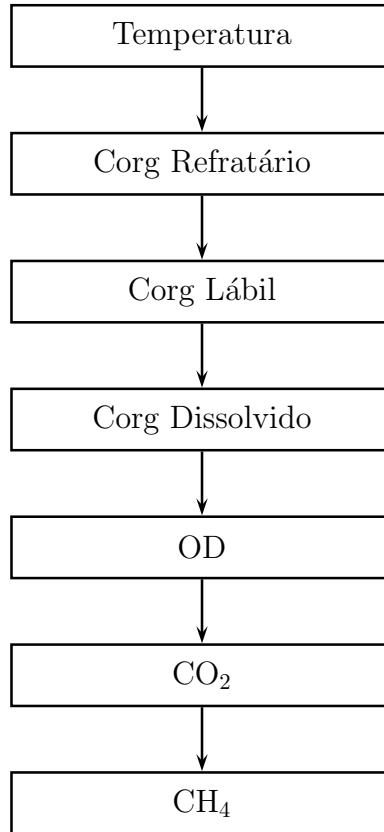 Temperatura
Corg Refratário
Corg Lábil
Corg Dissolvido
OD
CO₂
CH₄